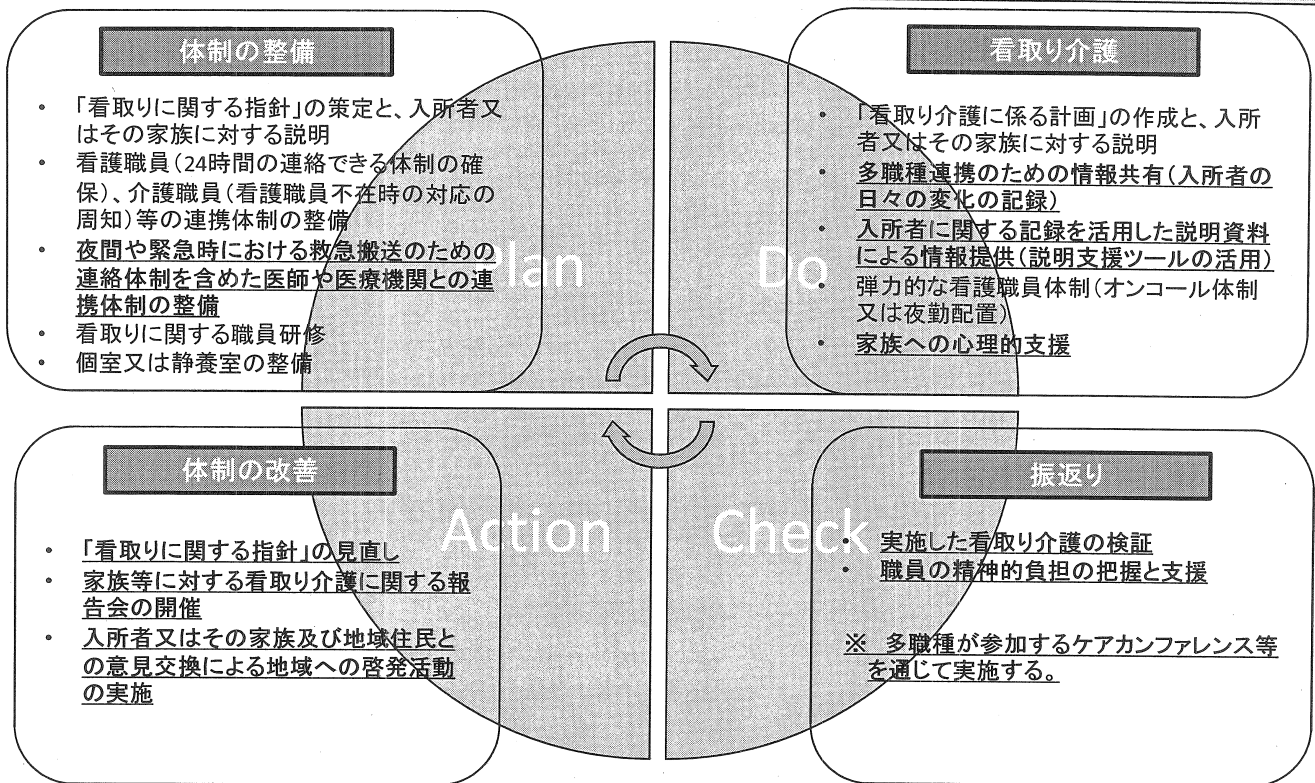 体制の整備
・ 「看取りに関する指針」の策定と、入所者又
はその家族に対する説明
・ 看護職員(24時間の連絡できる体制の確
保)、介護職員(看護職員不在時の対応の
周知)等の連携体制の整備
・ 夜間や緊急時における救急搬送のための
連絡体制を含めた医師や医療機関との連
携体制の整備
・ 看取りに関する職員研修
・ 個室又は静養室の整備
Plan
看取り介護
・ 「看取り介護に係る計画」の作成と、入所
者又はその家族に対する説明
・ 多職種連携のための情報共有(入所者の
日々の変化の記録)
・ 入所者に関する記録を活用した説明資料
による情報提供(説明支援ツールの活用)
・ 弾力的な看護職員体制(オンコール体制
又は夜勤配置)
・ 家族への心理的支援
Do
体制の改善
・ 「看取りに関する指針」の見直し
・ 家族等に対する看取り介護に関する報
告会の開催
・ 入所者又はその家族及び地域住民と
の意見交換による地域への啓発活動
の実施
Action
振返り
・ 実施した看取り介護の検証
・ 職員の精神的負担の把握と支援
※ 多職種が参加するケアカンファレンス等
を通じて実施する。
Check